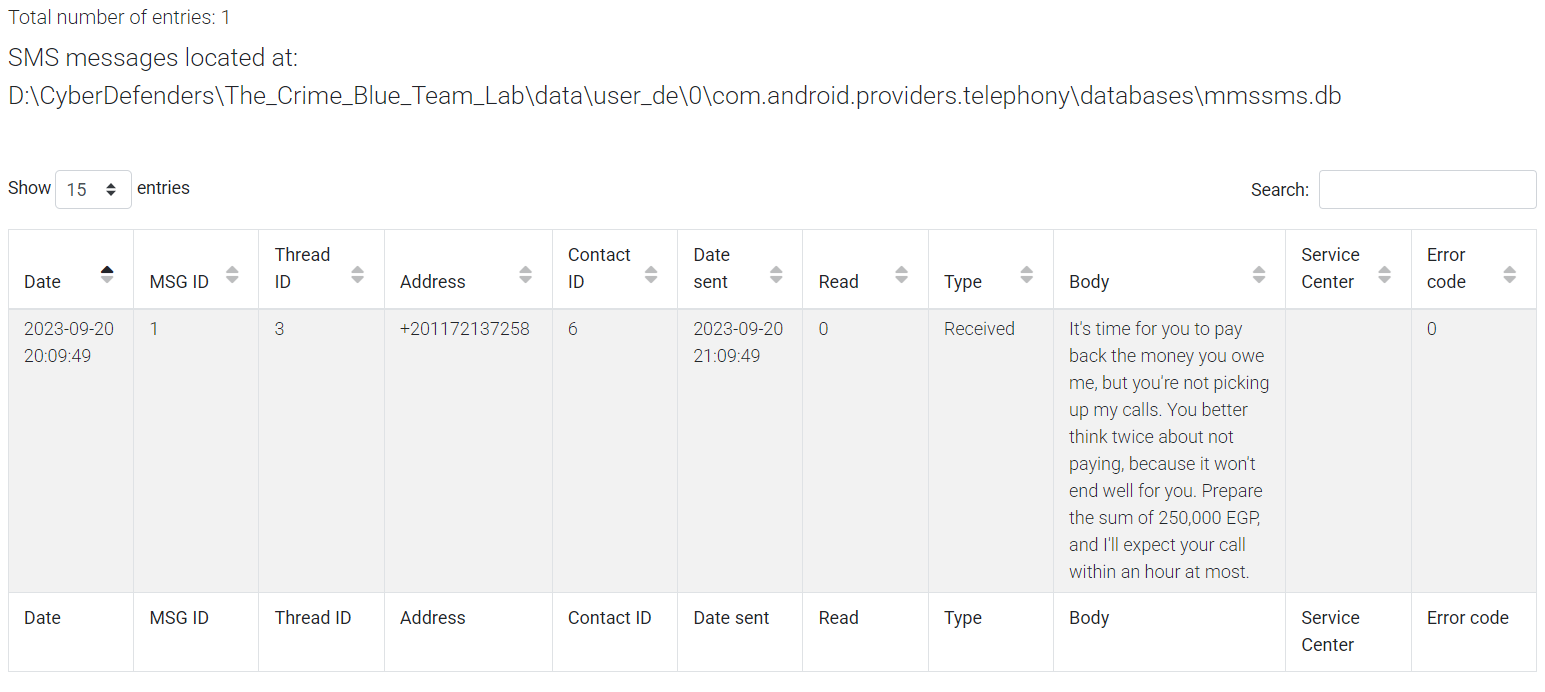 Total number of entries: 1
SMS messages located at:
D:\CyberDefenders\The_Crime_Blue_Team_Lab\data\user_de\0\com.android.providers.telephony\databases\mmssms.db
Show 15 entries
Search:
Date
MSG ID
Thread
ID
Address
Contact
ID
Date
sent
Read
Type
Body
Service
Center
Error
code
2023-09-20
20:09:49
1
3
+201172137258
6
2023-09-20
21:09:49
0
Received
It's time for you to pay
back the money you owe
me, but you're not picking
up my calls. You better
think twice about not
paying, because it won't
end well for you. Prepare
the sum of 250,000 EGP,
and I'll expect your call
within an hour at most.
0
Date
MSG ID
Thread ID
Address
Contact ID
Date sent
Read
Type
Body
Service
Center
Error code